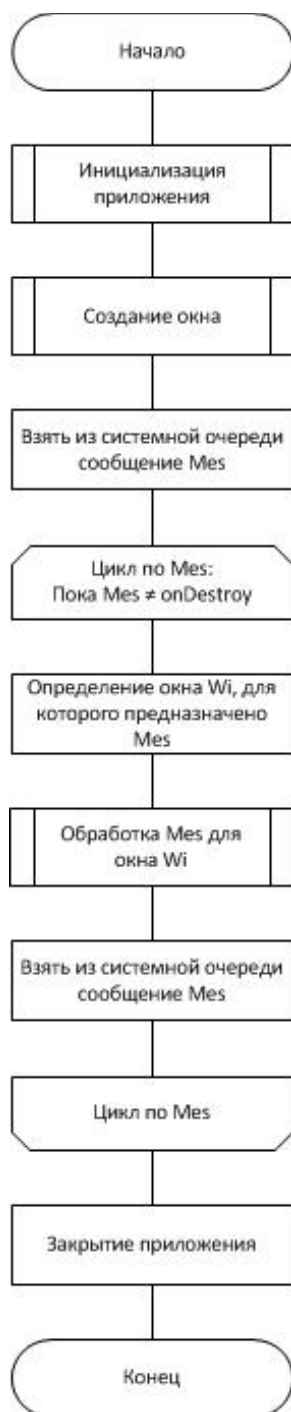 Начало
Инициализация
приложения
Создание окна
Взять из системной очереди
сообщение Mes
Цикл по Mes:
Пока Mes ≠ onDestroy
Определение окна Wi, для
которого предназначено
Mes
Обработка Mes для
окна Wi
Взять из системной очереди
сообщение Mes
Цикл по Mes
Закрытие приложения
Конец